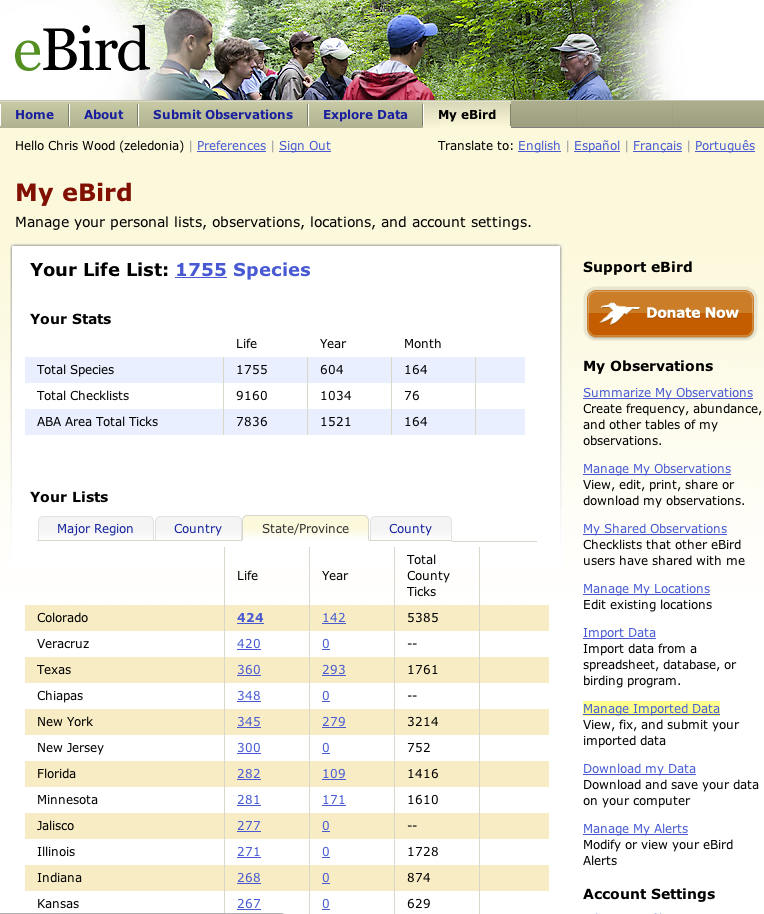 eBird
Home About Submit Observations Explore Data My eBird
Hello Chris Wood (zeledonia) | Preferences | Sign Out
Translate to: English | Español | Français | Português
My eBird
Manage your personal lists, observations, locations, and account settings.
Your Life List: 1755 Species
Your Stats
Life Year Month
Total Species 1755 604 164
Total Checklists 9160 1034 76
ABA Area Total Ticks 7836 1521 164
Your Lists
Major Region Country State/Province County
Life Year Total
County
Ticks
Colorado 424 142 5385
Veracruz 420 0 --
Texas 360 293 1761
Chiapas 348 0 --
New York 345 279 3214
New Jersey 300 0 752
Florida 282 109 1416
Minnesota 281 171 1610
Jalisco 277 0 --
Illinois 271 0 1728
Indiana 268 0 874
Kansas 267 0 629
Support eBird
Donate Now
My Observations
Summarize My Observations
Create frequency, abundance,
and other tables of my
observations.
Manage My Observations
View, edit, print, share or
download my observations.
My Shared Observations
Checklists that other eBird
users have shared with me
Manage My Locations
Edit existing locations
Import Data
Import data from a
spreadsheet, database, or
birding program.
Manage Imported Data
View, fix, and submit your
imported data
Download my Data
Download and save your data
on your computer
Manage My Alerts
Modify or view your eBird
Alerts
Account Settings